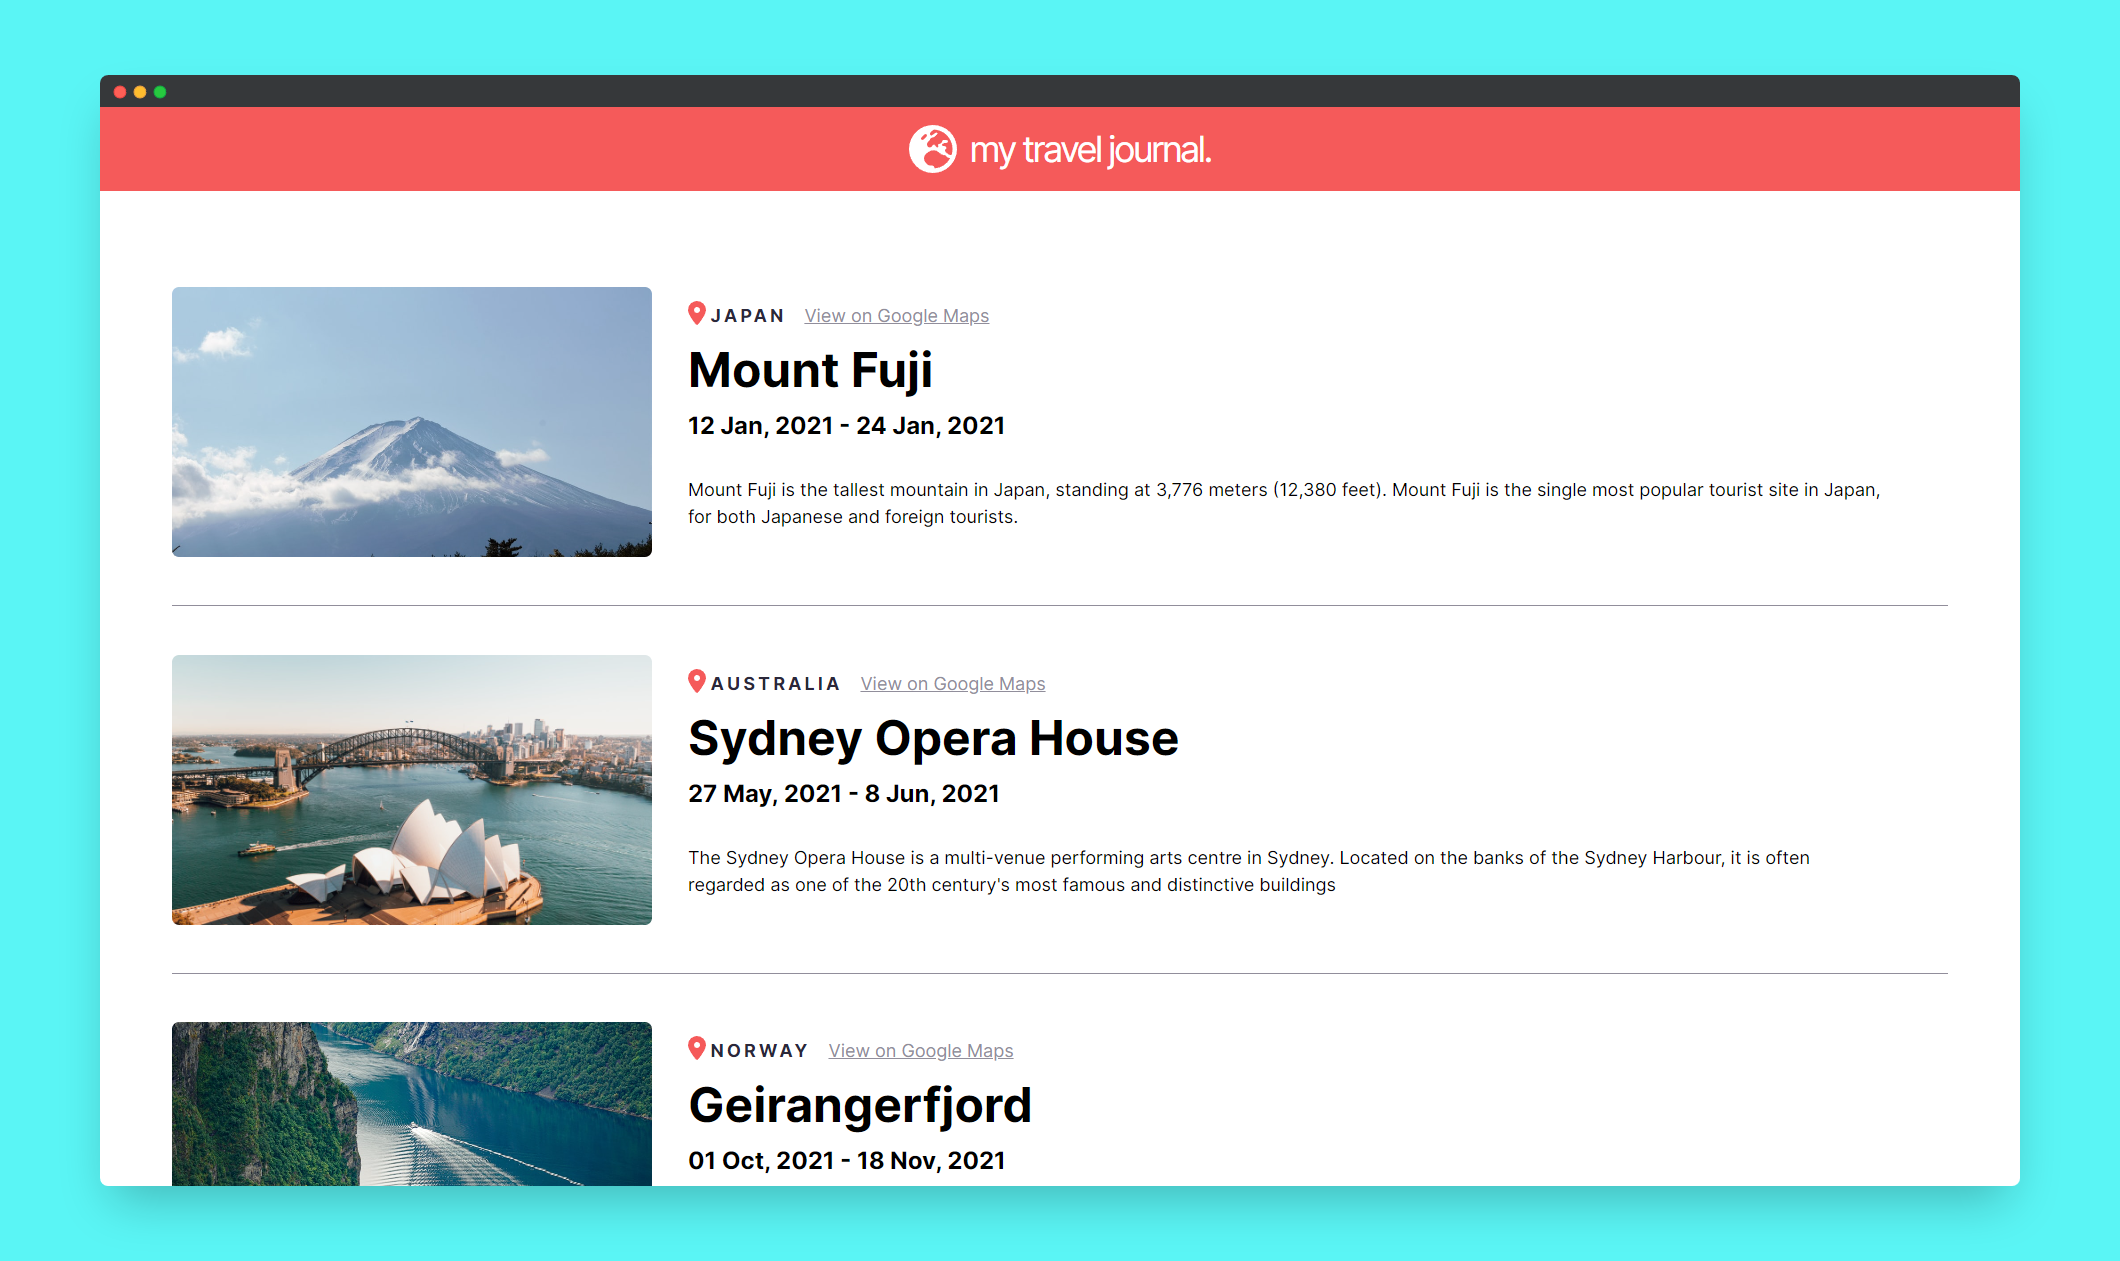 my travel journal.
JAPAN View on Google Maps
Mount Fuji
12 Jan, 2021 - 24 Jan, 2021
Mount Fuji is the tallest mountain in Japan, standing at 3,776 meters (12,380 feet). Mount Fuji is the single most popular tourist site in Japan,
for both Japanese and foreign tourists.
AUSTRALIA View on Google Maps
Sydney Opera House
27 May, 2021 - 8 Jun, 2021
The Sydney Opera House is a multi-venue performing arts centre in Sydney. Located on the banks of the Sydney Harbour, it is often
regarded as one of the 20th century's most famous and distinctive buildings
NORWAY View on Google Maps
Geirangerfjord
01 Oct, 2021 - 18 Nov, 2021